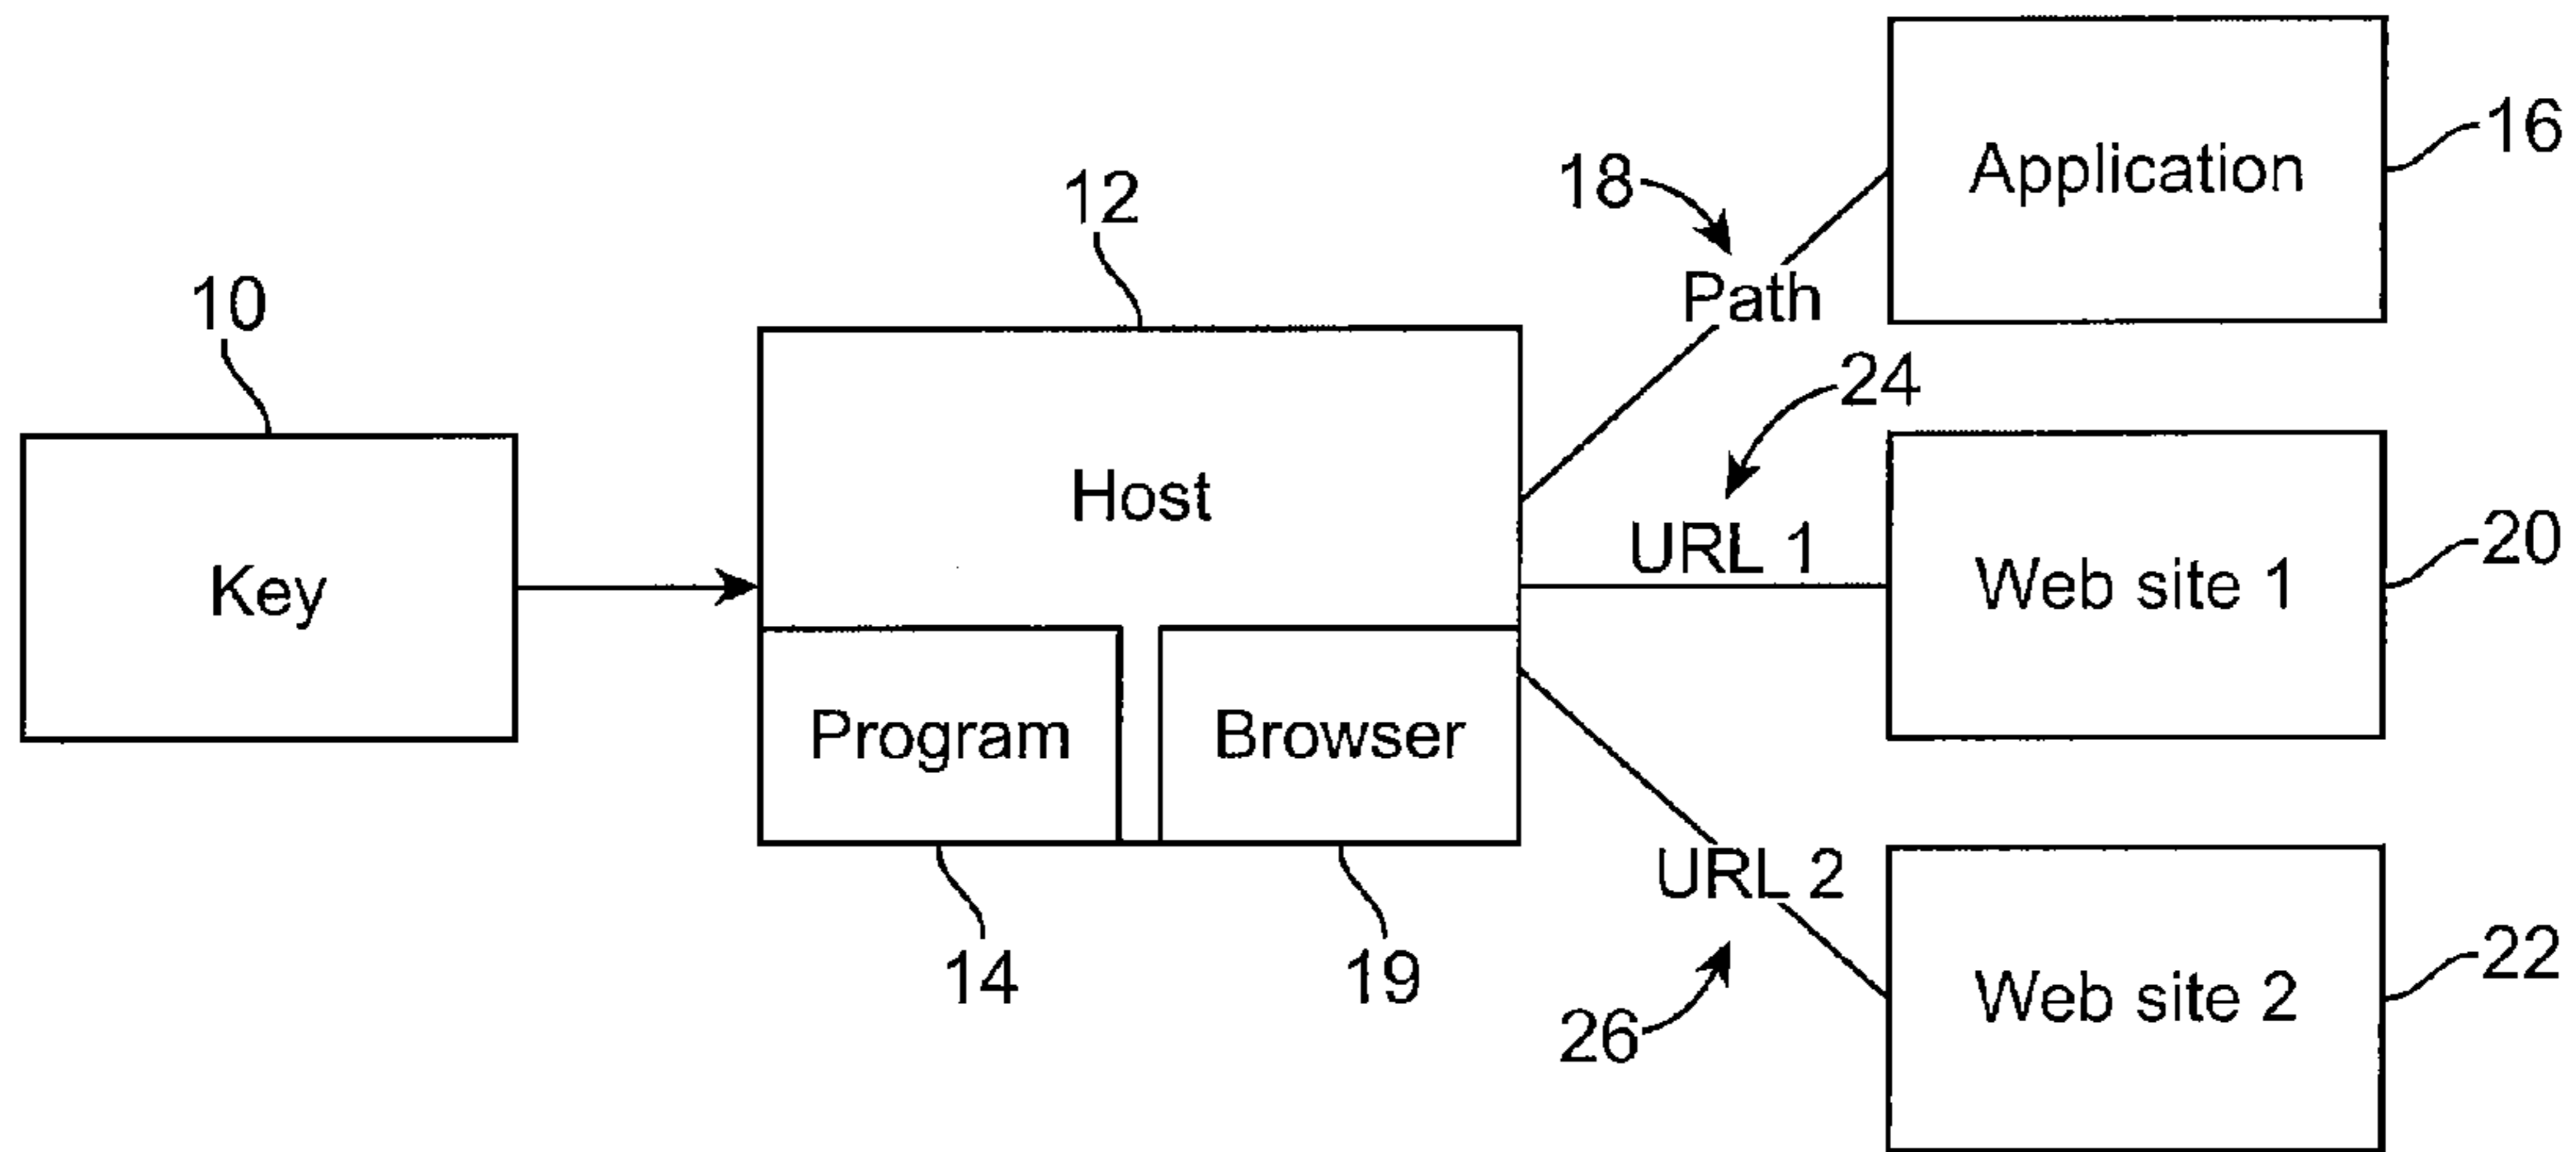 10
Key
12
Host
Program
Browser
14
19
18
Path
Application
16
24
URL 1
Web site 1
20
URL 2
26
Web site 2
22